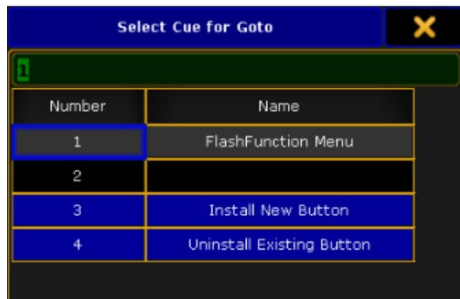 Select Cue for Goto
1
Number Name
1 FlashFunction Menu
2
3 Install New Button
4 Uninstall Existing Button